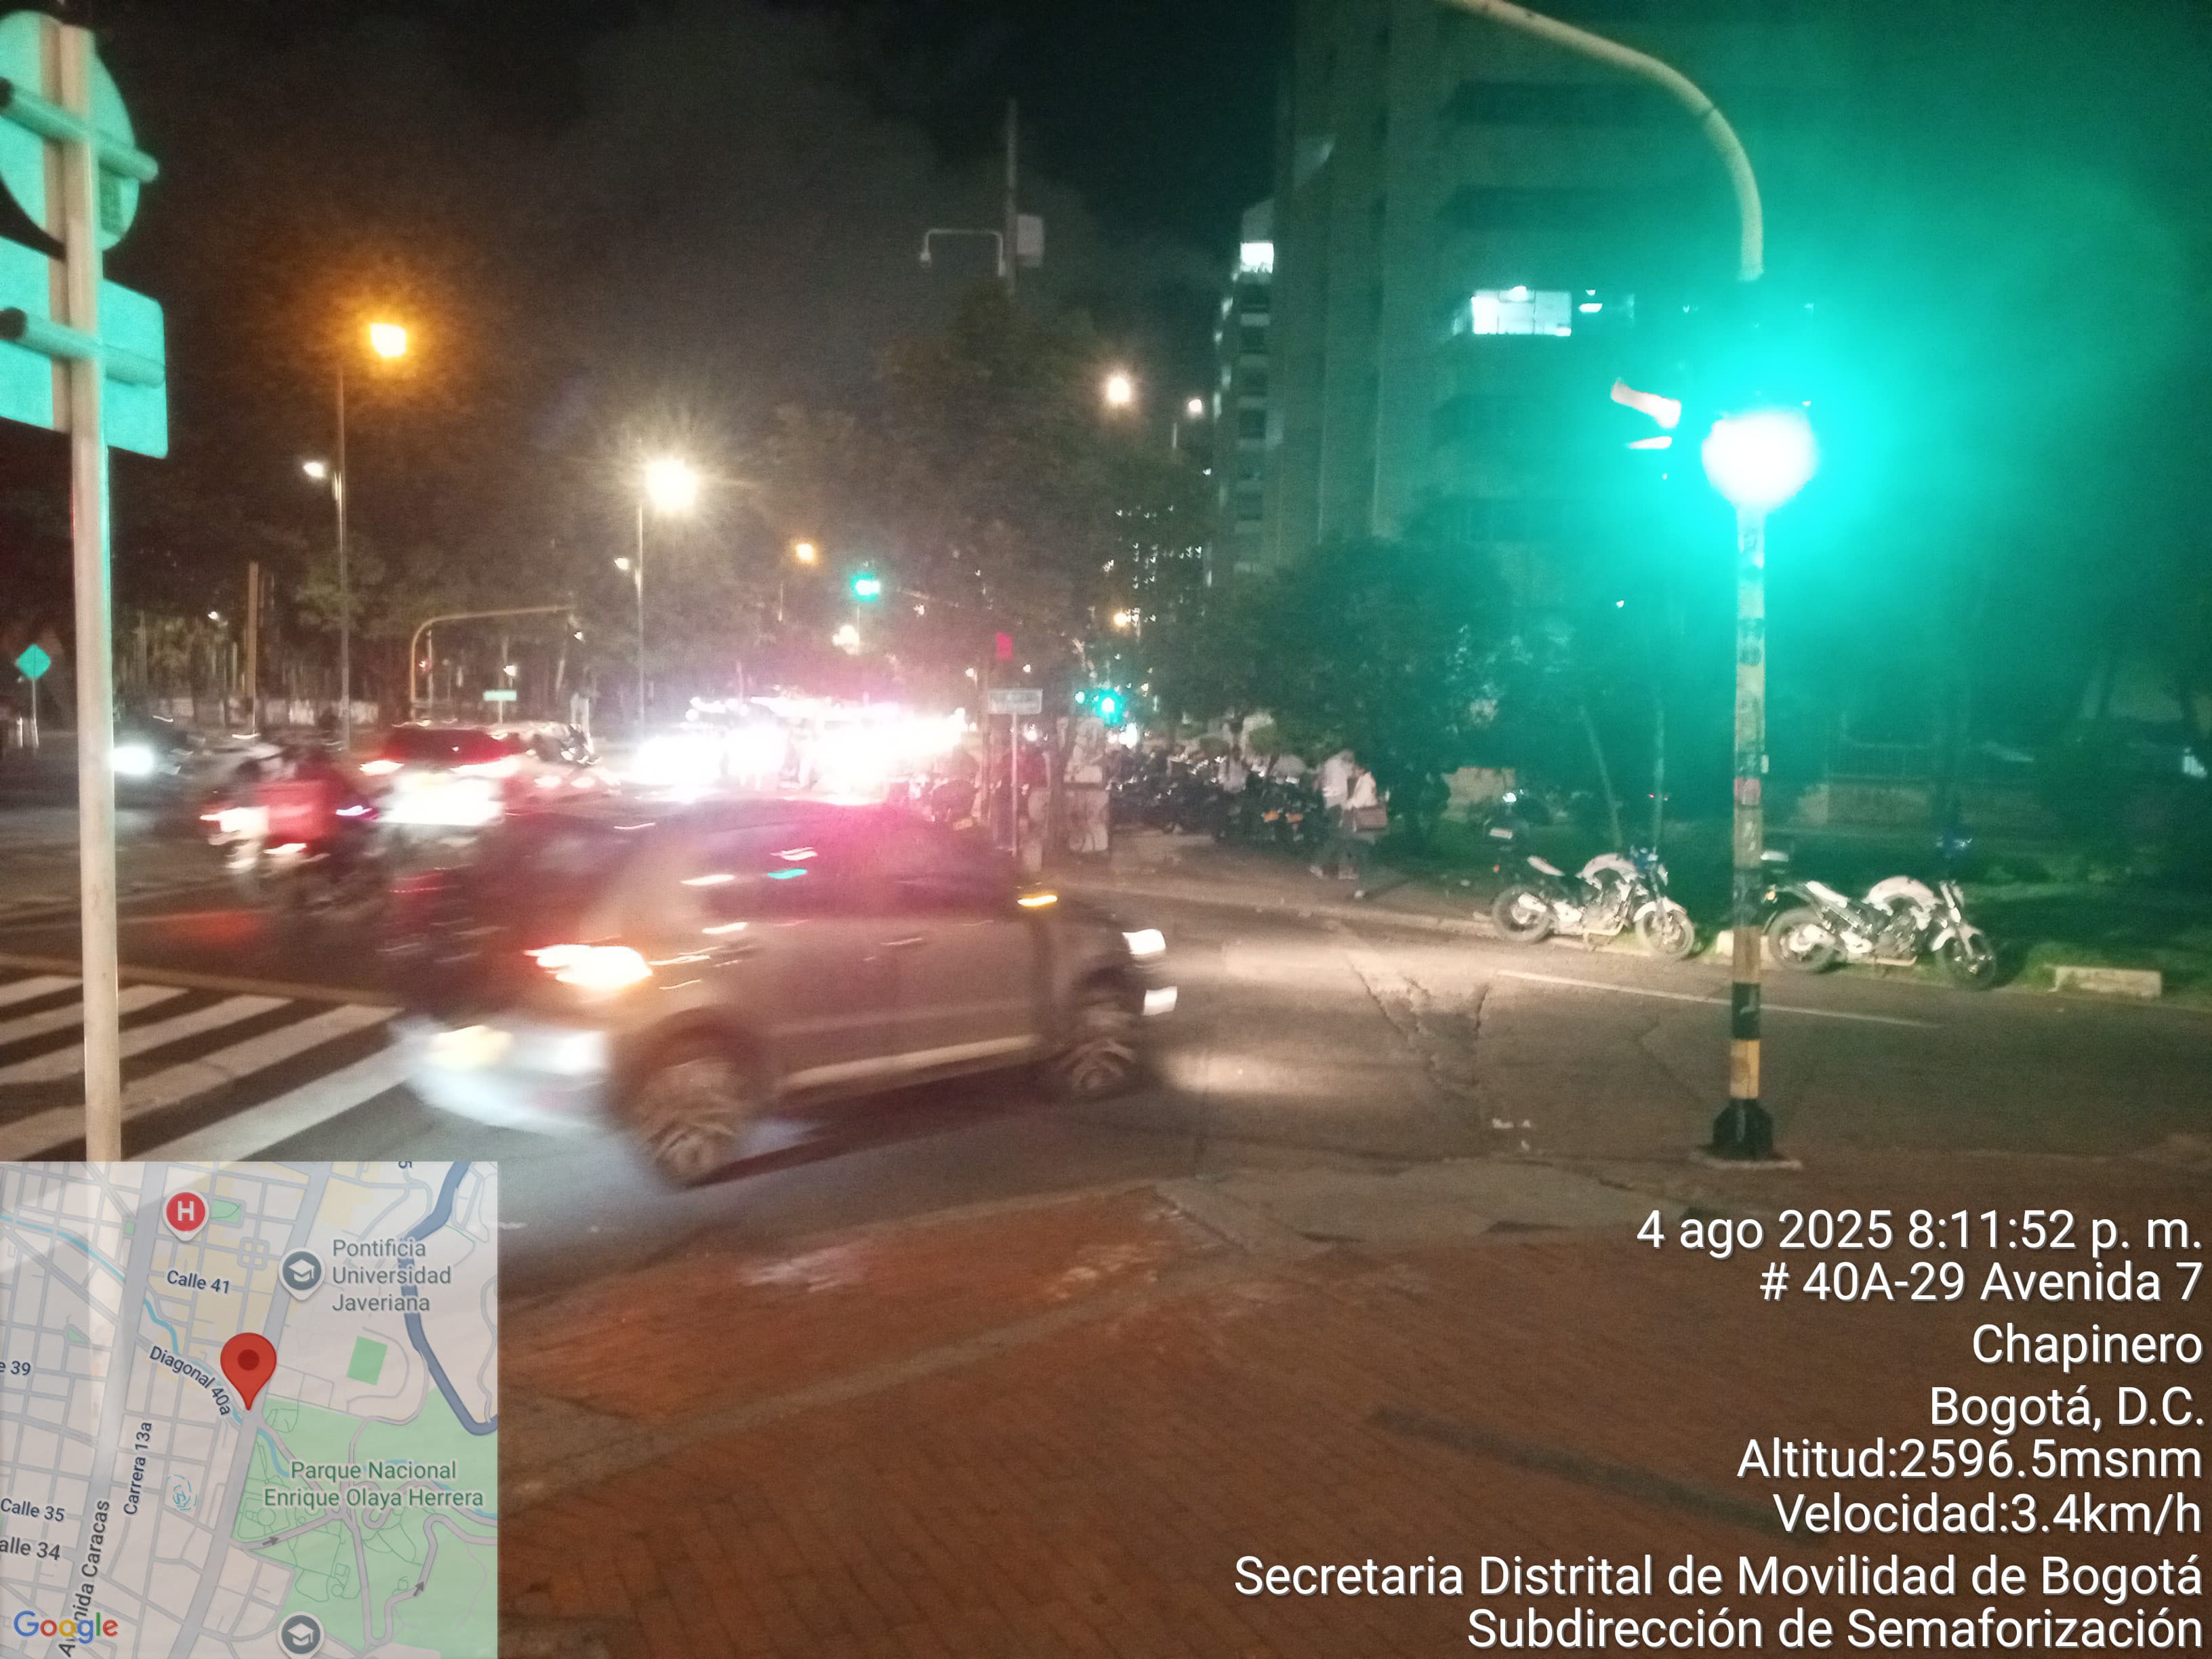 H
Pontificia
Universidad
Javeriana
Calle 41
Diagonal 40a
e 39
Carrera 13a
Parque Nacional
Enrique Olaya Herrera
Calle 35
alle 34
Avenida Caracas
5
Google
4 ago 2025 8:11:52 p. m.
# 40A-29 Avenida 7
Chapinero
Bogotá, D.C.
Altitud:2596.5msnm
Velocidad:3.4km/h
Secretaria Distrital de Movilidad de Bogotá
Subdirección de Semaforización